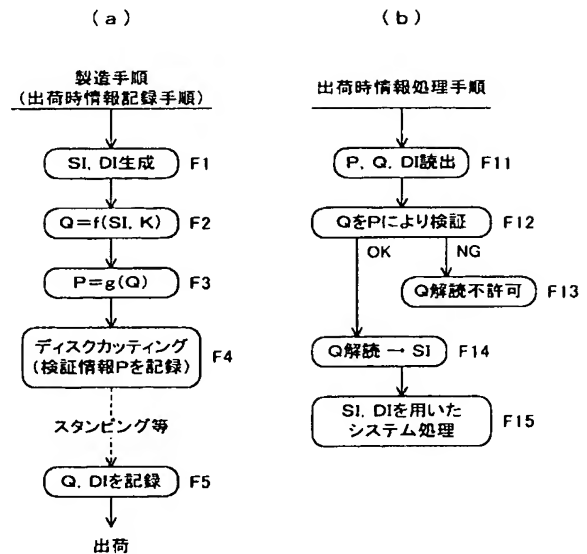 (a)
製造手順
(出荷時情報記録手順)
SI, DI生成 F1
Q=f(SI, K) F2
P=g(Q) F3
ディスクカッティング
(検証情報Pを記録) F4
スタンピング等
Q, DIを記録 F5
出荷
(b)
出荷時情報処理手順
P, Q, DI読出 F11
QをPにより検証 F12
OK NG
Q解読不許可 F13
Q解読 → SI F14
SI, DIを用いた
システム処理 F15